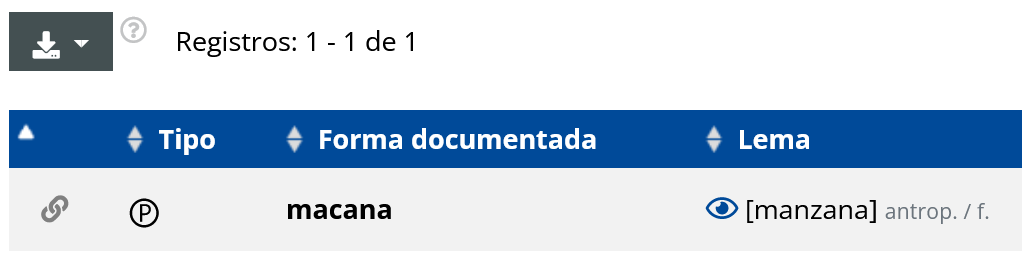 Registros: 1 - 1 de 1
Tipo Forma documentada Lema
Ⓟ macana [manzana] antrop. / f.